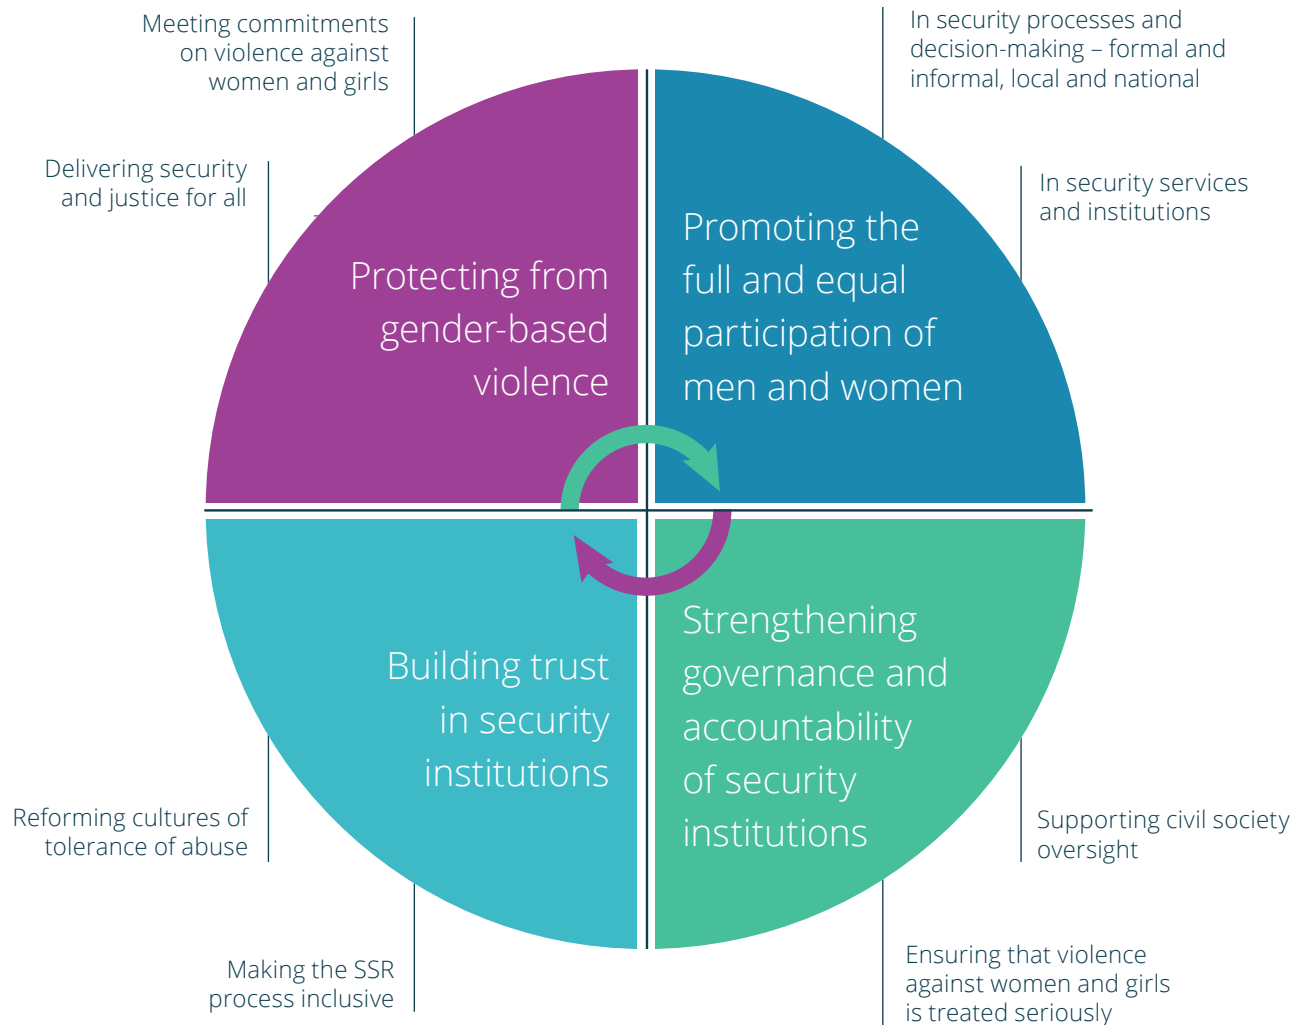 Meeting commitments
on violence against
women and girls
In security processes and
decision-making – formal and
informal, local and national
Delivering security
and justice for all
In security services
and institutions
Protecting from
gender-based
violence
Promoting the
full and equal
participation of
men and women
Building trust
in security
institutions
Strengthening
governance and
accountability
of security
institutions
Reforming cultures of
tolerance of abuse
Supporting civil society
oversight
Making the SSR
process inclusive
Ensuring that violence
against women and girls
is treated seriously